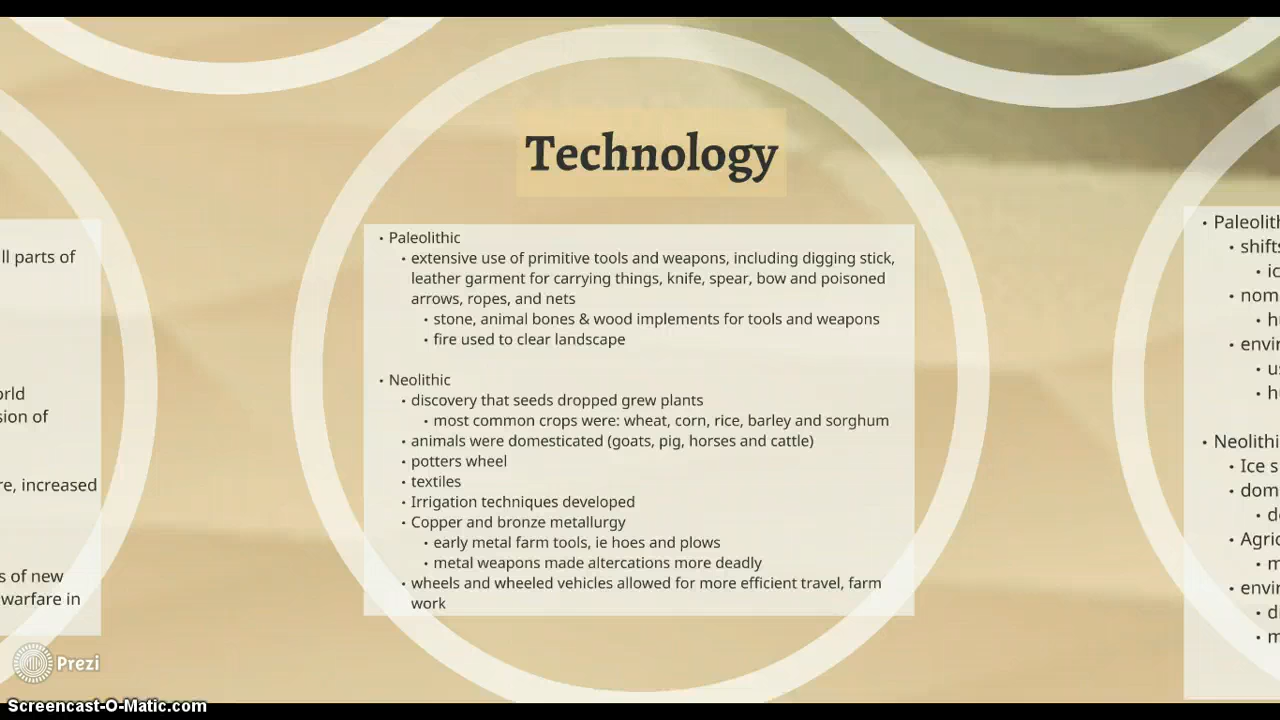 Technology
• Paleolithic
• extensive use of primitive tools and weapons, including digging stick,
leather garment for carrying things, knife, spear, bow and poisoned
arrows, ropes, and nets
• stone, animal bones & wood implements for tools and weapons
• fire used to clear landscape
• Neolithic
• discovery that seeds dropped grew plants
• most common crops were: wheat, corn, rice, barley and sorghum
• animals were domesticated (goats, pig, horses and cattle)
• potters wheel
• textiles
• Irrigation techniques developed
• Copper and bronze metallurgy
• early metal farm tools, ie hoes and plows
• metal weapons made altercations more deadly
• wheels and wheeled vehicles allowed for more efficient travel, farm
work
ll parts of
orld
sion of
re, increased
s of new
warfare in
• Paleolith
• shifts
• ic
• nom
• hu
• envir
• us
• hu
• Neolithi
• Ice s
• dom
• de
• Agric
• m
• envir
• di
• m
Prezi
Screencast-O-Matic.com